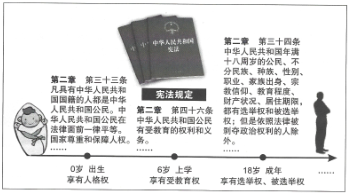 第二章　第三十三条
凡具有中华人民共和
国国籍的人都是中华
人民共和国公民。中
华人民共和国公民在
法律面前一律平等。
国家尊重和保障人权。
……
中华人民共和国
宪法
宪法规定
第二章　第四十六条
中华人民共和国公民
有受教育的权利和义
务。
……
第二章　第三十四条
中华人民共和国年满
十八周岁的公民，不
分民族、种族、性别、
职业、家族出身、宗
教信仰、教育程度、
财产状况、居住期限，
都有选举权和被选举
权；但是依照法律被
剥夺政治权利的人除
外。
……
0岁　出生
享有人格权
6岁　上学
享有受教育权
18岁　成年
享有选举权、被选举权